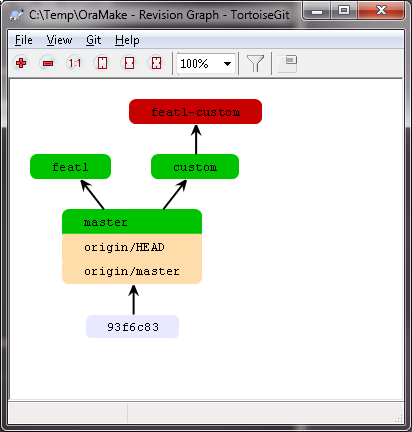 C:\Temp\OraMake - Revision Graph - TortoiseGit
File View Git Help
1:1 100%
feat1-custom
feat1 custom
master
origin/HEAD
origin/master
93f6c83